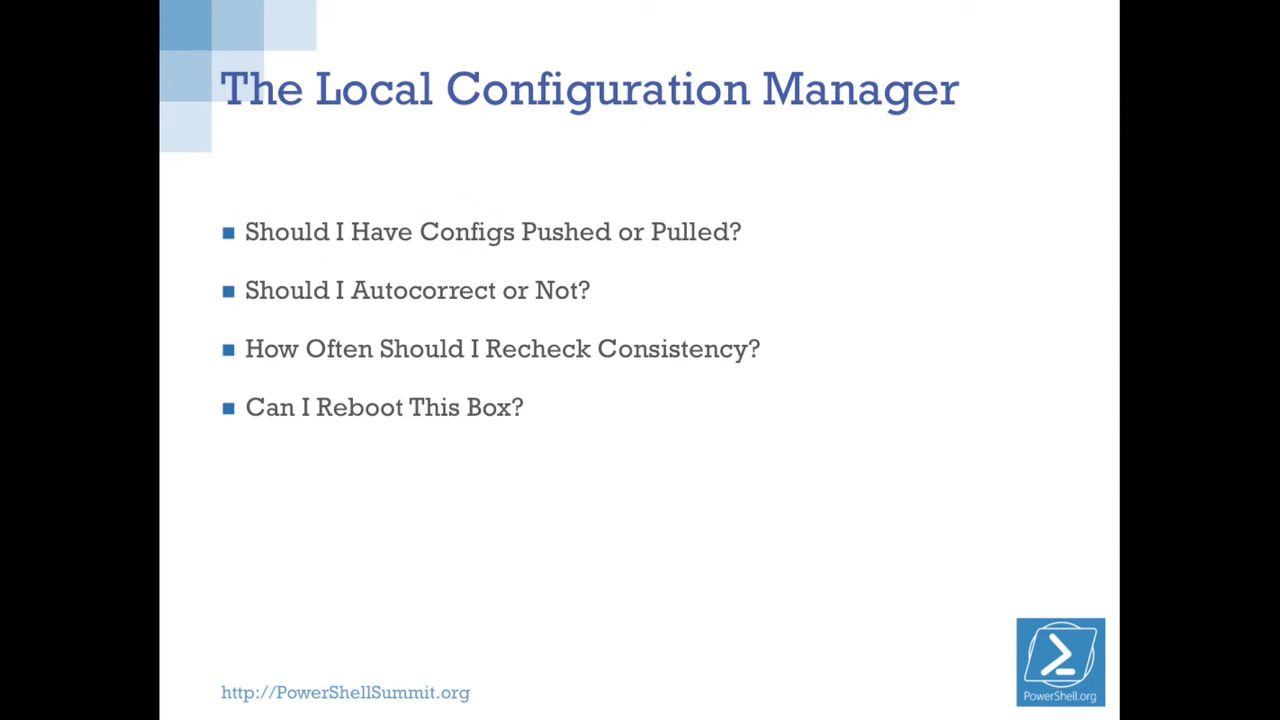 The Local Configuration Manager
Should I Have Configs Pushed or Pulled?
Should I Autocorrect or Not?
How Often Should I Recheck Consistency?
Can I Reboot This Box?
http://PowerShellSummit.org
PowerShell.org